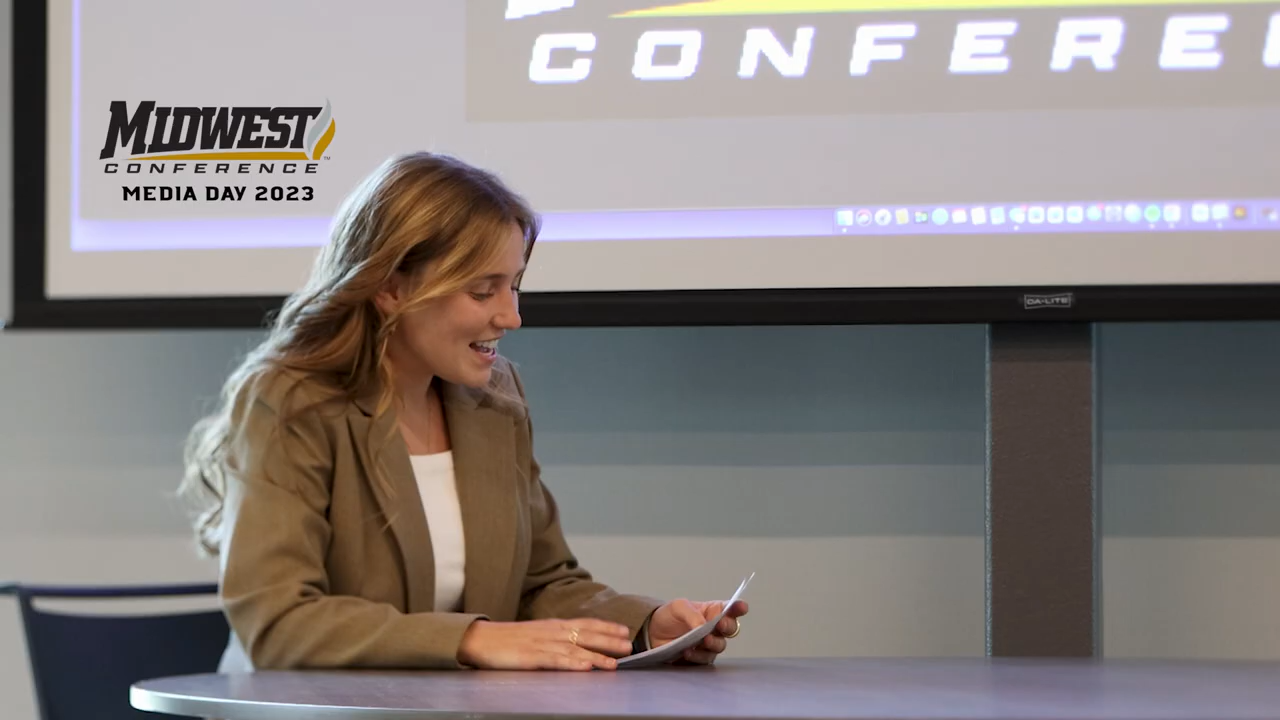 CONFERE
MIDWEST
CONFERENCE
MEDIA DAY 2023
DA-LITE